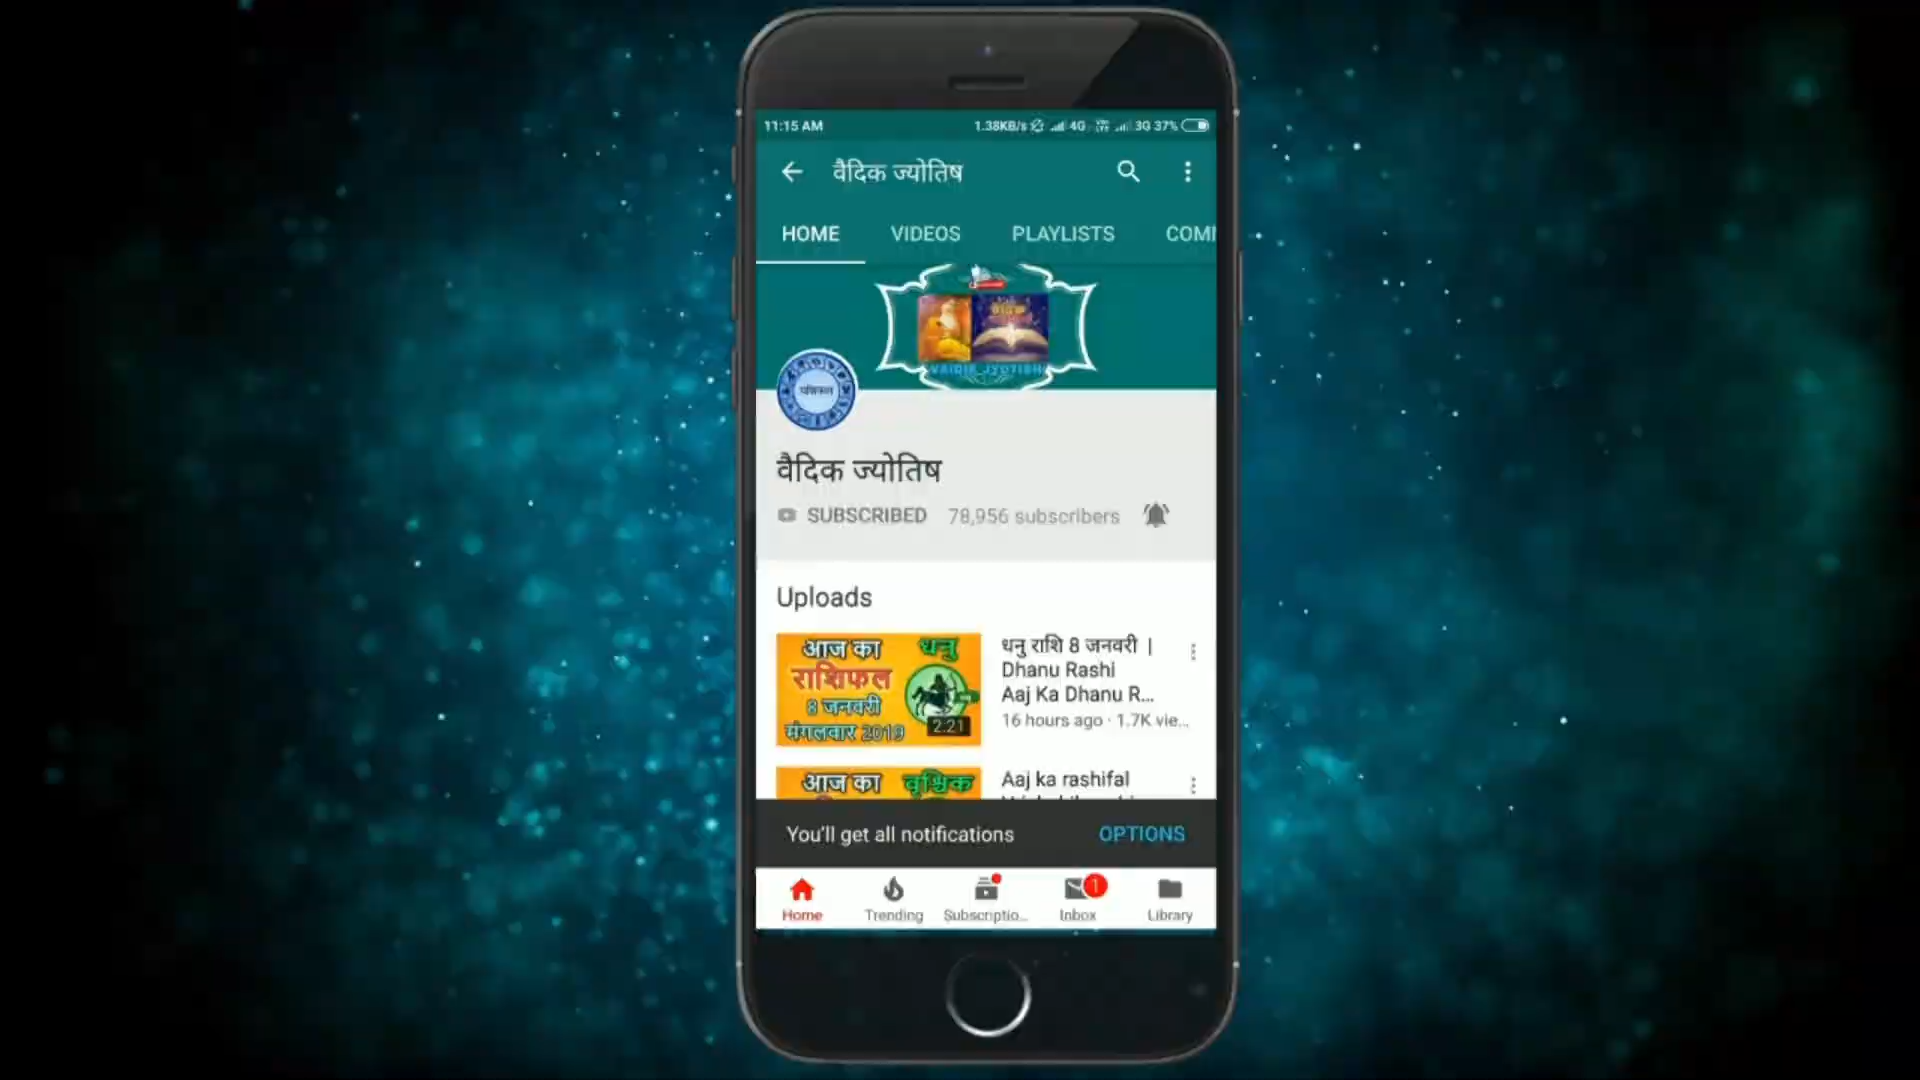 11:15 AM 1.38KB/s 4G 3G 37%
वैदिक ज्योतिष
HOME VIDEOS PLAYLISTS COM
VAIDIK JYOTISH
राशिफल
वैदिक ज्योतिष
SUBSCRIBED 78,956 subscribers
Uploads
आज का धनु
राशिफल
8 जनवरी
मंगलवार 2019
2:21
धनु राशि 8 जनवरी |
Dhanu Rashi
Aaj Ka Dhanu R...
16 hours ago · 1.7K vie...
आज का वृश्चिक
Aaj ka rashifal
You'll get all notifications OPTIONS
1
Home Trending Subscriptio... Inbox Library